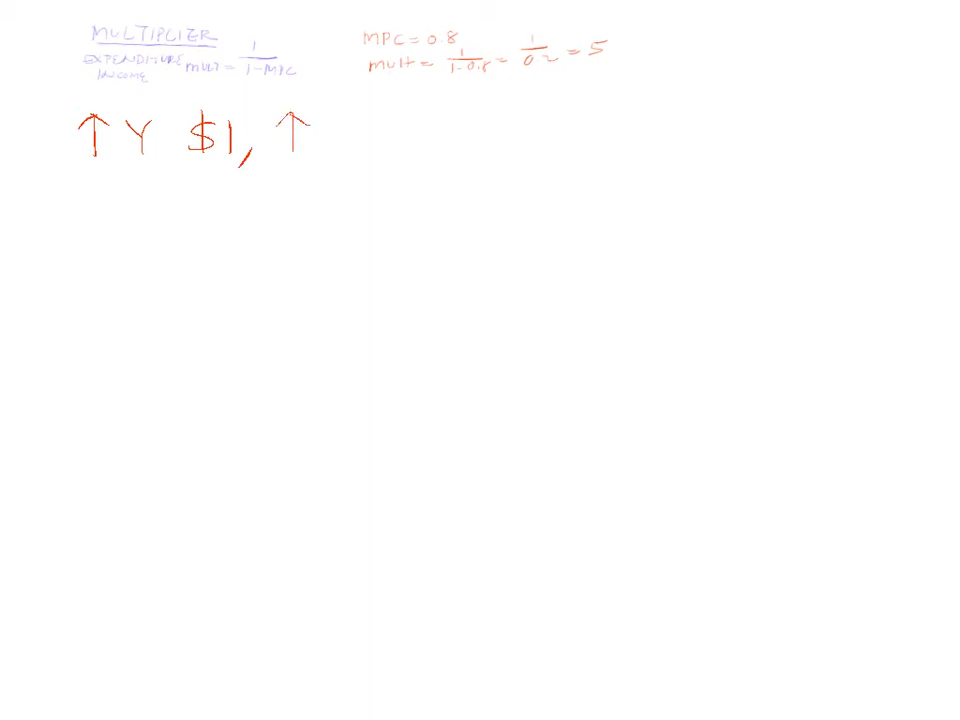 MULTIPLIER
EXPENDITURE MULT = 1/(1-MPC)
INCOME
MPC = 0.8
MULT = 1/(1-0.8) = 1/0.2 = 5
↑ Y $1, ↑